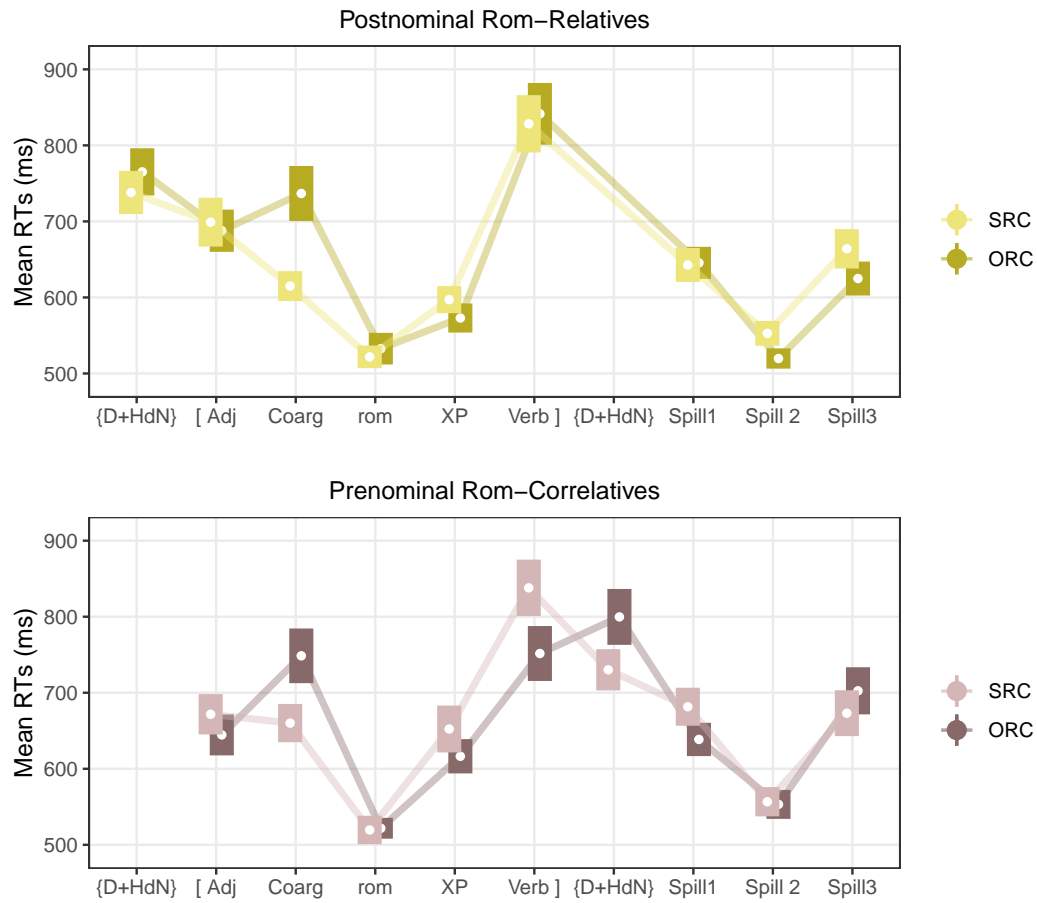 Postnominal Rom−Relatives
Mean RTs (ms)
900
800
700
600
500
{D+HdN} [ Adj Coarg rom XP Verb ] {D+HdN} Spill1 Spill 2 Spill3
SRC
ORC
Prenominal Rom−Correlatives
Mean RTs (ms)
900
800
700
600
500
{D+HdN} [ Adj Coarg rom XP Verb ] {D+HdN} Spill1 Spill 2 Spill3
SRC
ORC